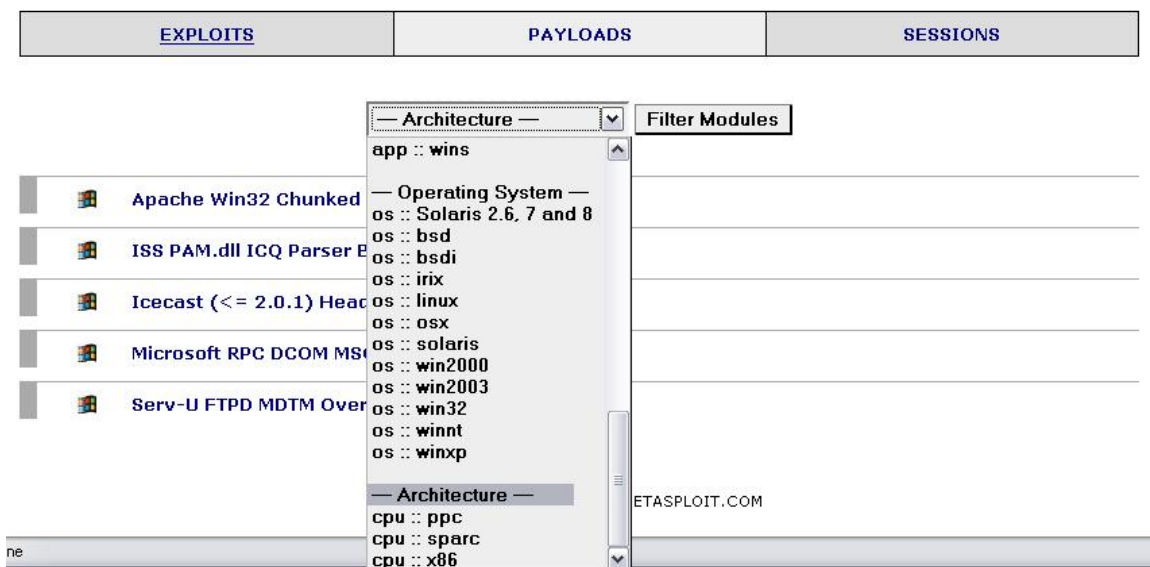 EXPLOITS
PAYLOADS
SESSIONS
— Architecture —
Filter Modules
app :: wins
— Operating System —
os :: Solaris 2.6, 7 and 8
os :: bsd
os :: bsdi
os :: irix
os :: linux
os :: osx
os :: solaris
os :: win2000
os :: win2003
os :: win32
os :: winnt
os :: winxp
— Architecture —
cpu :: ppc
cpu :: sparc
cpu :: x86
Apache Win32 Chunked
ISS PAM.dll ICQ Parser
Icecast (<= 2.0.1)
Microsoft RPC DCOM
Serv-U FTPD MDTM
ETASPLOIT.COM
ne